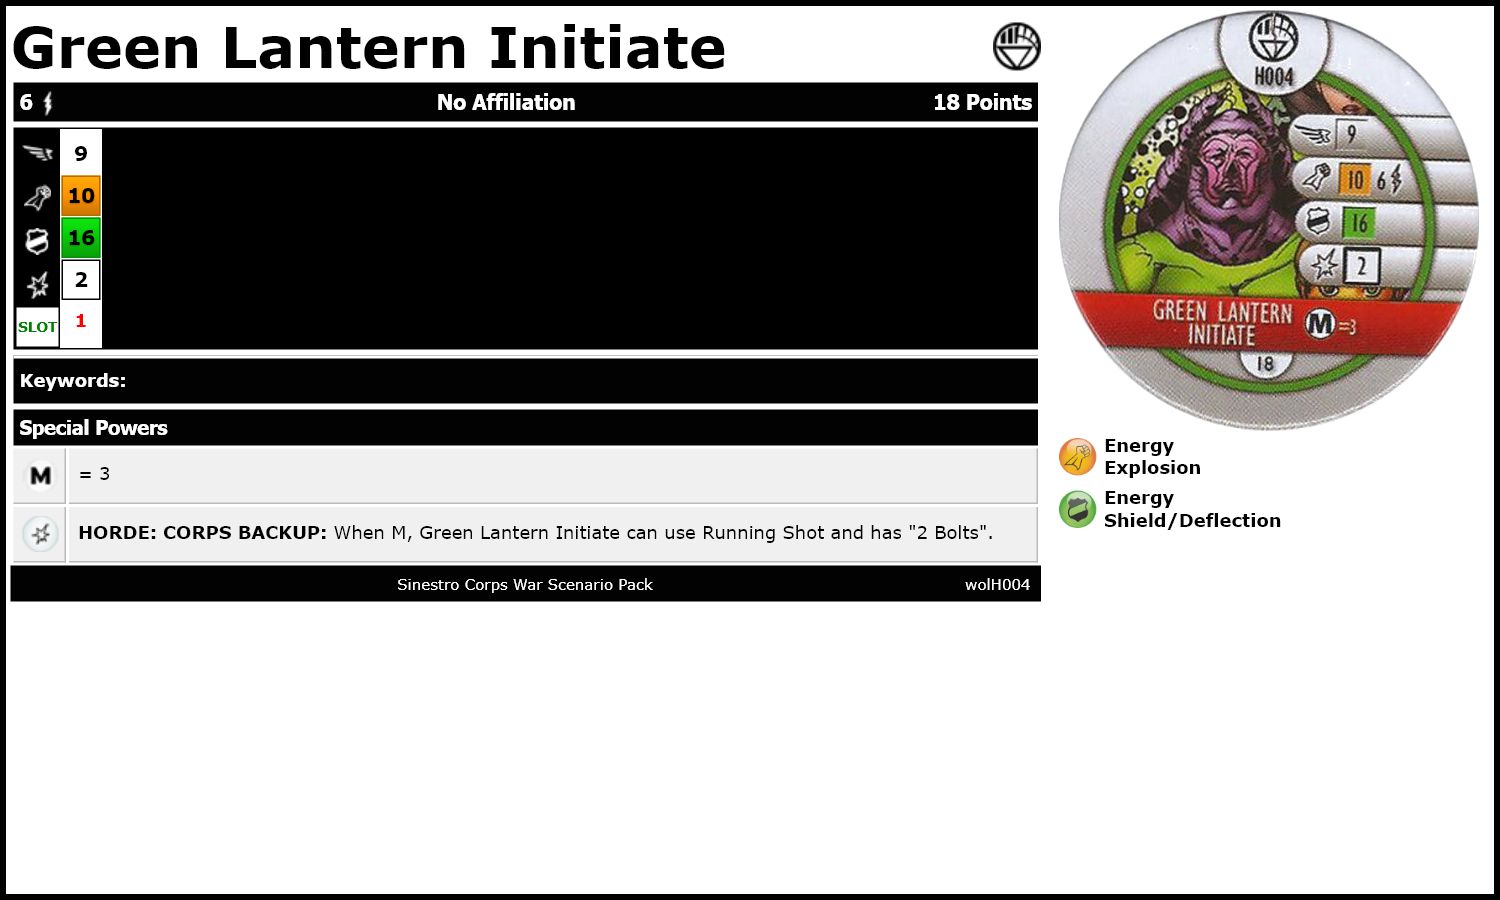 Green Lantern Initiate
6 No Affiliation 18 Points
9
10
16
2
SLOT 1
Keywords:
Special Powers
M = 3
HORDE: CORPS BACKUP: When M, Green Lantern Initiate can use Running Shot and has "2 Bolts".
Sinestro Corps War Scenario Pack wolH004
H004
9
10 6
16
2
GREEN LANTERN
INITIATE
M =3
18
Energy
Explosion
Energy
Shield/Deflection